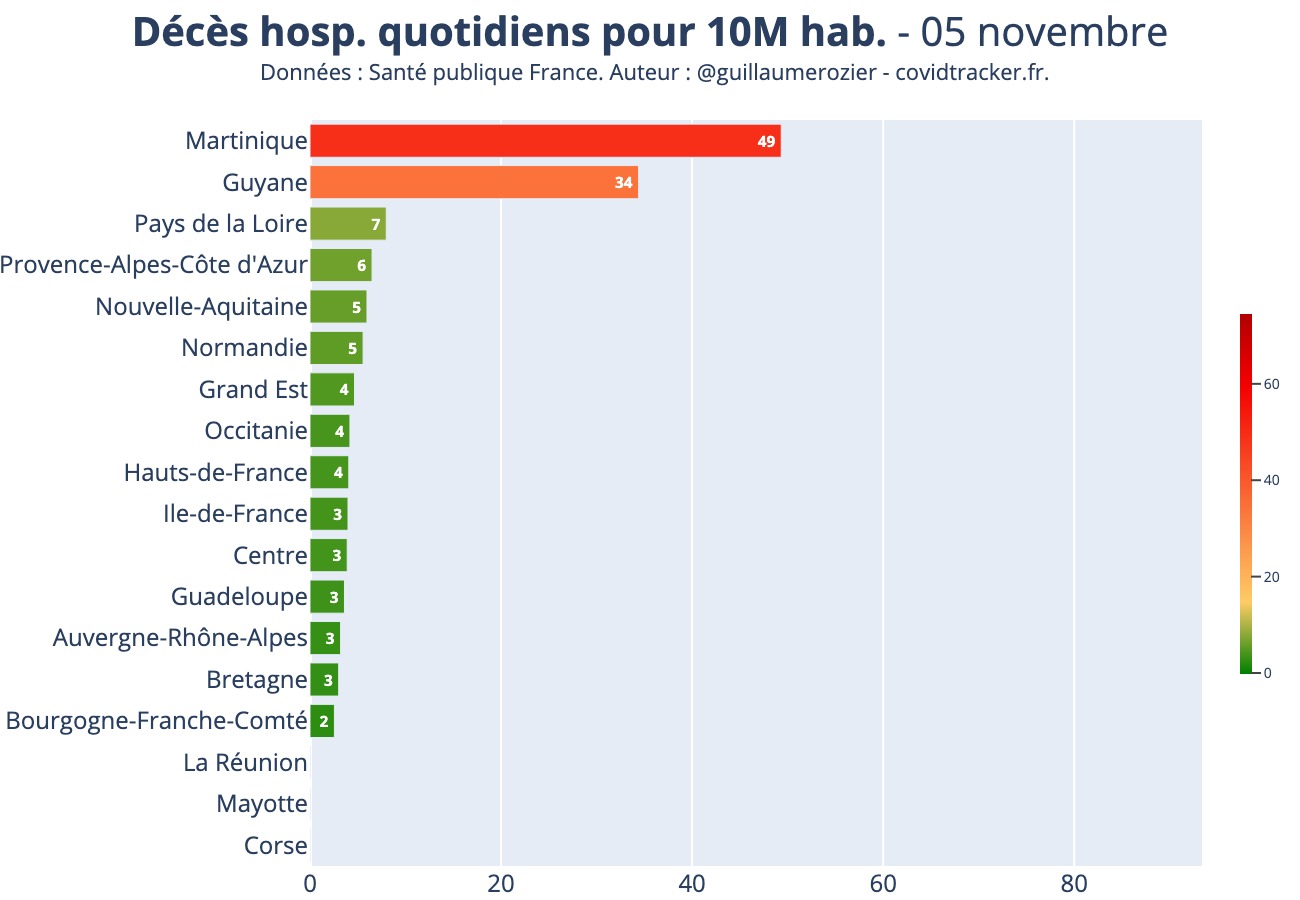 Décès hosp. quotidiens pour 10M hab. - 05 novembre
Données : Santé publique France. Auteur : @guillaumerozier - covidtracker.fr.
Martinique 49
Guyane 34
Pays de la Loire 7
Provence-Alpes-Côte d'Azur 6
Nouvelle-Aquitaine 5
Normandie 5
Grand Est 4
Occitanie 4
Hauts-de-France 4
Ile-de-France 3
Centre 3
Guadeloupe 3
Auvergne-Rhône-Alpes 3
Bretagne 3
Bourgogne-Franche-Comté 2
La Réunion
Mayotte
Corse
0 20 40 60 80
60
40
20
0